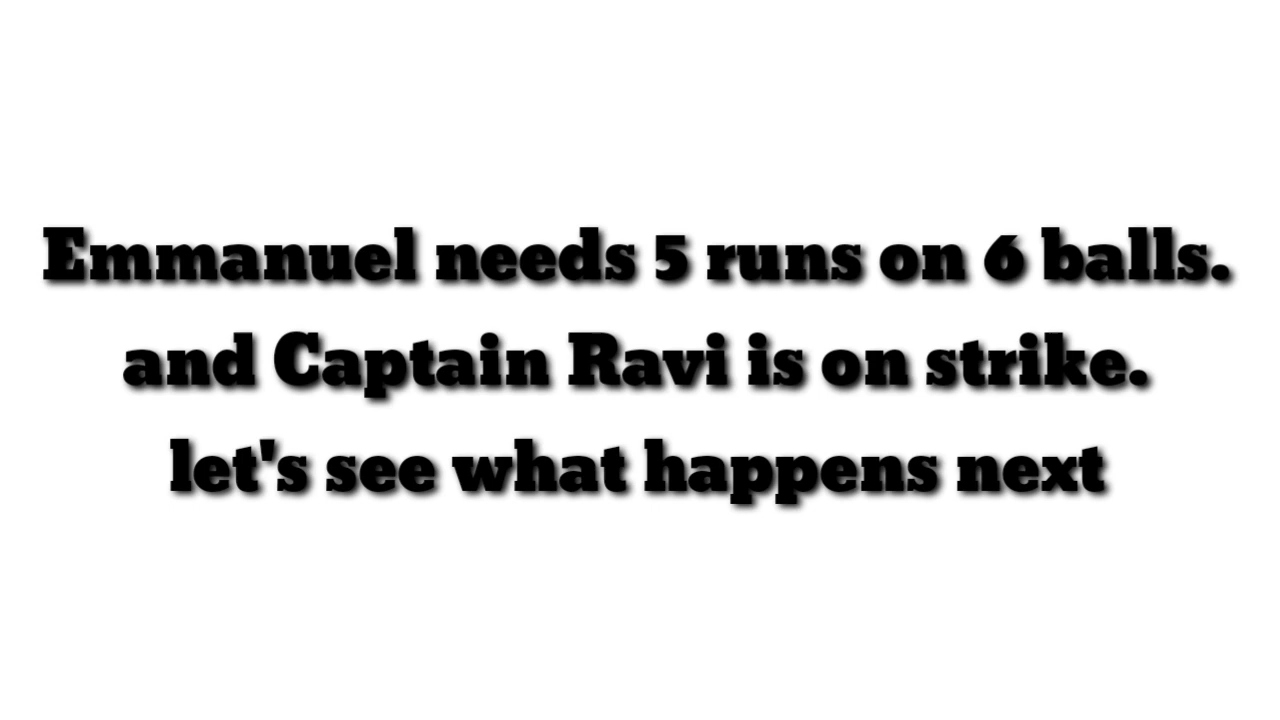 Emmanuel needs 5 runs on 6 balls.
and Captain Ravi is on strike.
let's see what happens next